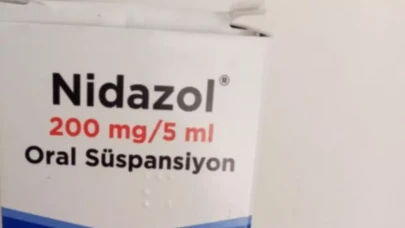 Nidazol®
200 mg/5 ml
Oral Süspansiyon